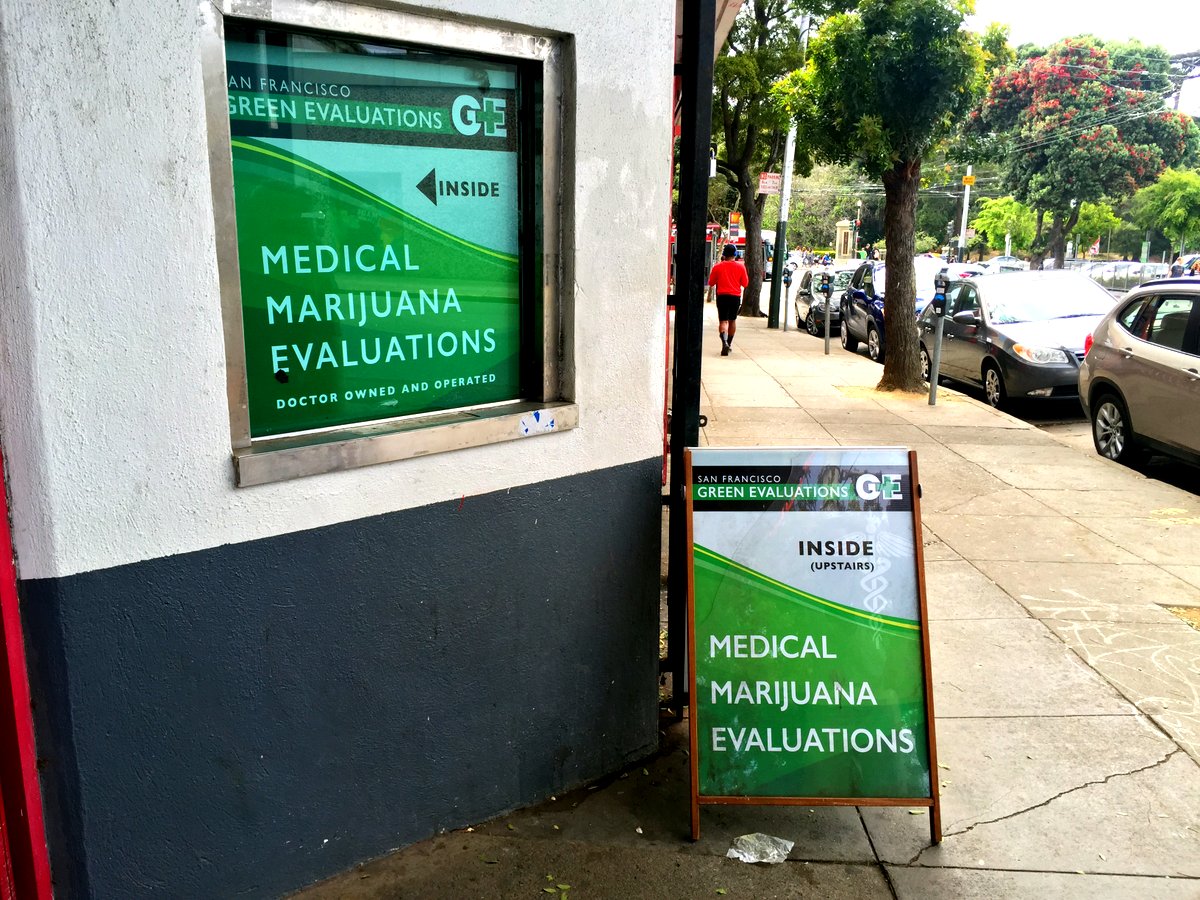 SAN FRANCISCO
GREEN EVALUATIONS G+E
INSIDE
MEDICAL
MARIJUANA
EVALUATIONS
DOCTOR OWNED AND OPERATED
SAN FRANCISCO
GREEN EVALUATIONS G+E
INSIDE
(UPSTAIRS)
MEDICAL
MARIJUANA
EVALUATIONS